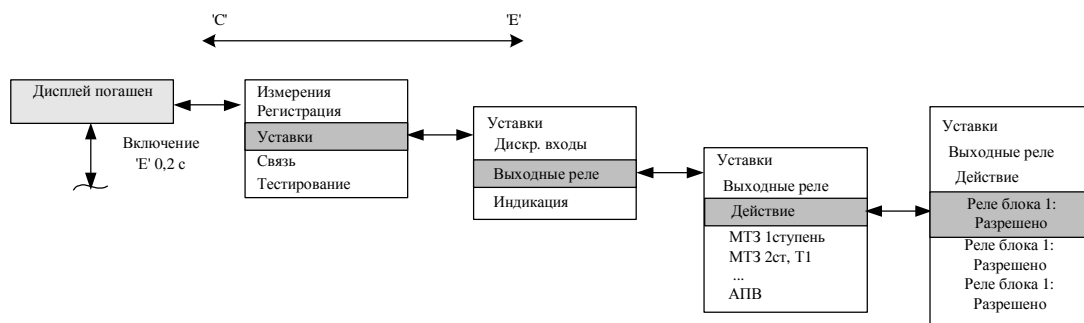 'C'
'E'
Дисплей погашен
Включение
'E' 0,2 с
Измерения
Регистрация
Уставки
Связь
Тестирование
Уставки
Дискр. входы
Выходные реле
Индикация
Уставки
Выходные реле
Действие
МТЗ 1ступень
МТЗ 2ст, Т1
...
АПВ
Уставки
Выходные реле
Действие
Реле блока 1:
Разрешено
Реле блока 1:
Разрешено
Реле блока 1:
Разрешено